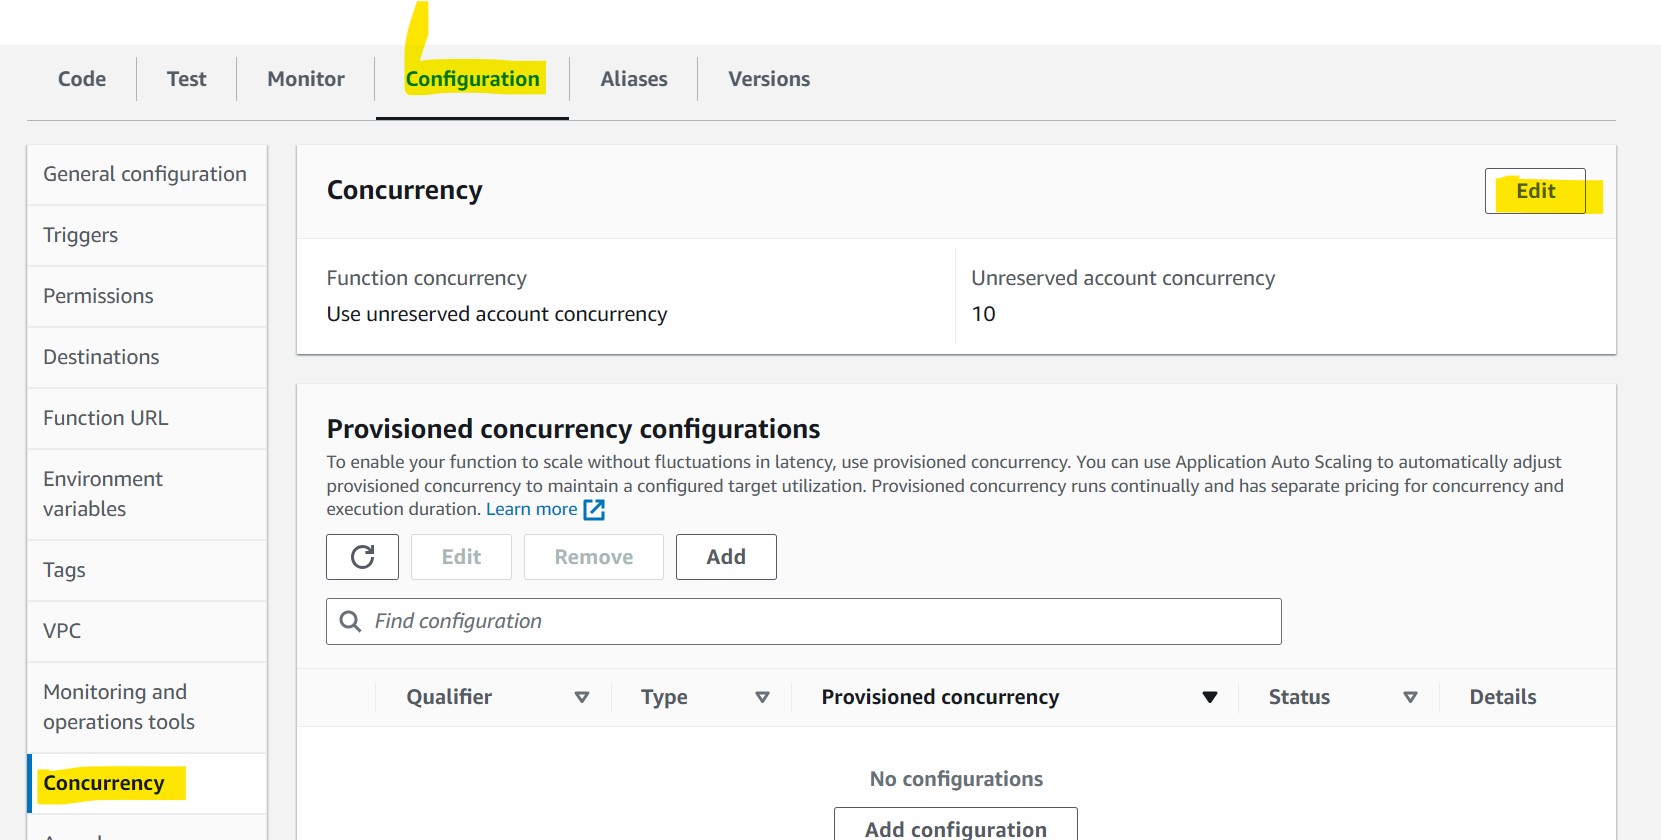 Code
Test
Monitor
Configuration
Aliases
Versions
General configuration
Triggers
Permissions
Destinations
Function URL
Environment
variables
Tags
VPC
Monitoring and
operations tools
Concurrency
Concurrency
Edit
Function concurrency
Use unreserved account concurrency
Unreserved account concurrency
10
Provisioned concurrency configurations
To enable your function to scale without fluctuations in latency, use provisioned concurrency. You can use Application Auto Scaling to automatically adjust
provisioned concurrency to maintain a configured target utilization. Provisioned concurrency runs continually and has separate pricing for concurrency and
execution duration. Learn more
Edit
Remove
Add
Find configuration
Qualifier
Type
Provisioned concurrency
Status
Details
No configurations
Add configuration